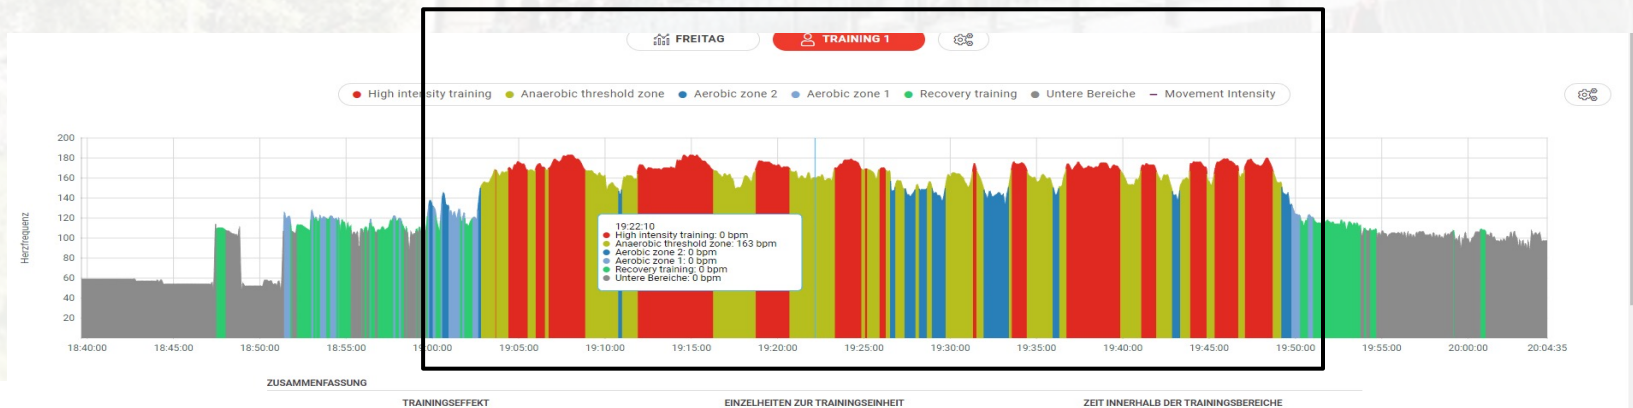 FREITAG
TRAINING 1
High intensity training Anaerobic threshold zone Aerobic zone 2 Aerobic zone 1 Recovery training Untere Bereiche Movement Intensity
Herzfrequenz
200
180
160
140
120
100
80
60
40
20
19:22:10
High intensity training: 0 bpm
Anaerobic threshold zone: 163 bpm
Aerobic zone 2: 0 bpm
Aerobic zone 1: 0 bpm
Recovery training: 0 bpm
Untere Bereiche: 0 bpm
18:40:00 18:45:00 18:50:00 18:55:00 19:00:00 19:05:00 19:10:00 19:15:00 19:20:00 19:25:00 19:30:00 19:35:00 19:40:00 19:45:00 19:50:00 19:55:00 20:00:00 20:04:35
ZUSAMMENFASSUNG
TRAININGSEFFEKT EINZELHEITEN ZUR TRAININGSEINHEIT ZEIT INNERHALB DER TRAININGSBEREICHE